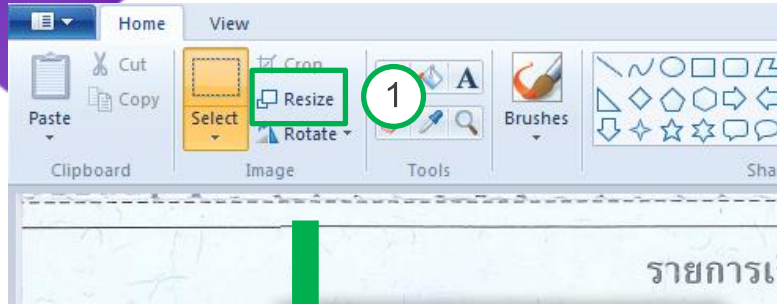 Home View
Cut
Crop
Copy
Resize
1
A
Paste
Select
Rotate
Brushes
Clipboard Image Tools Sha
รายการเ